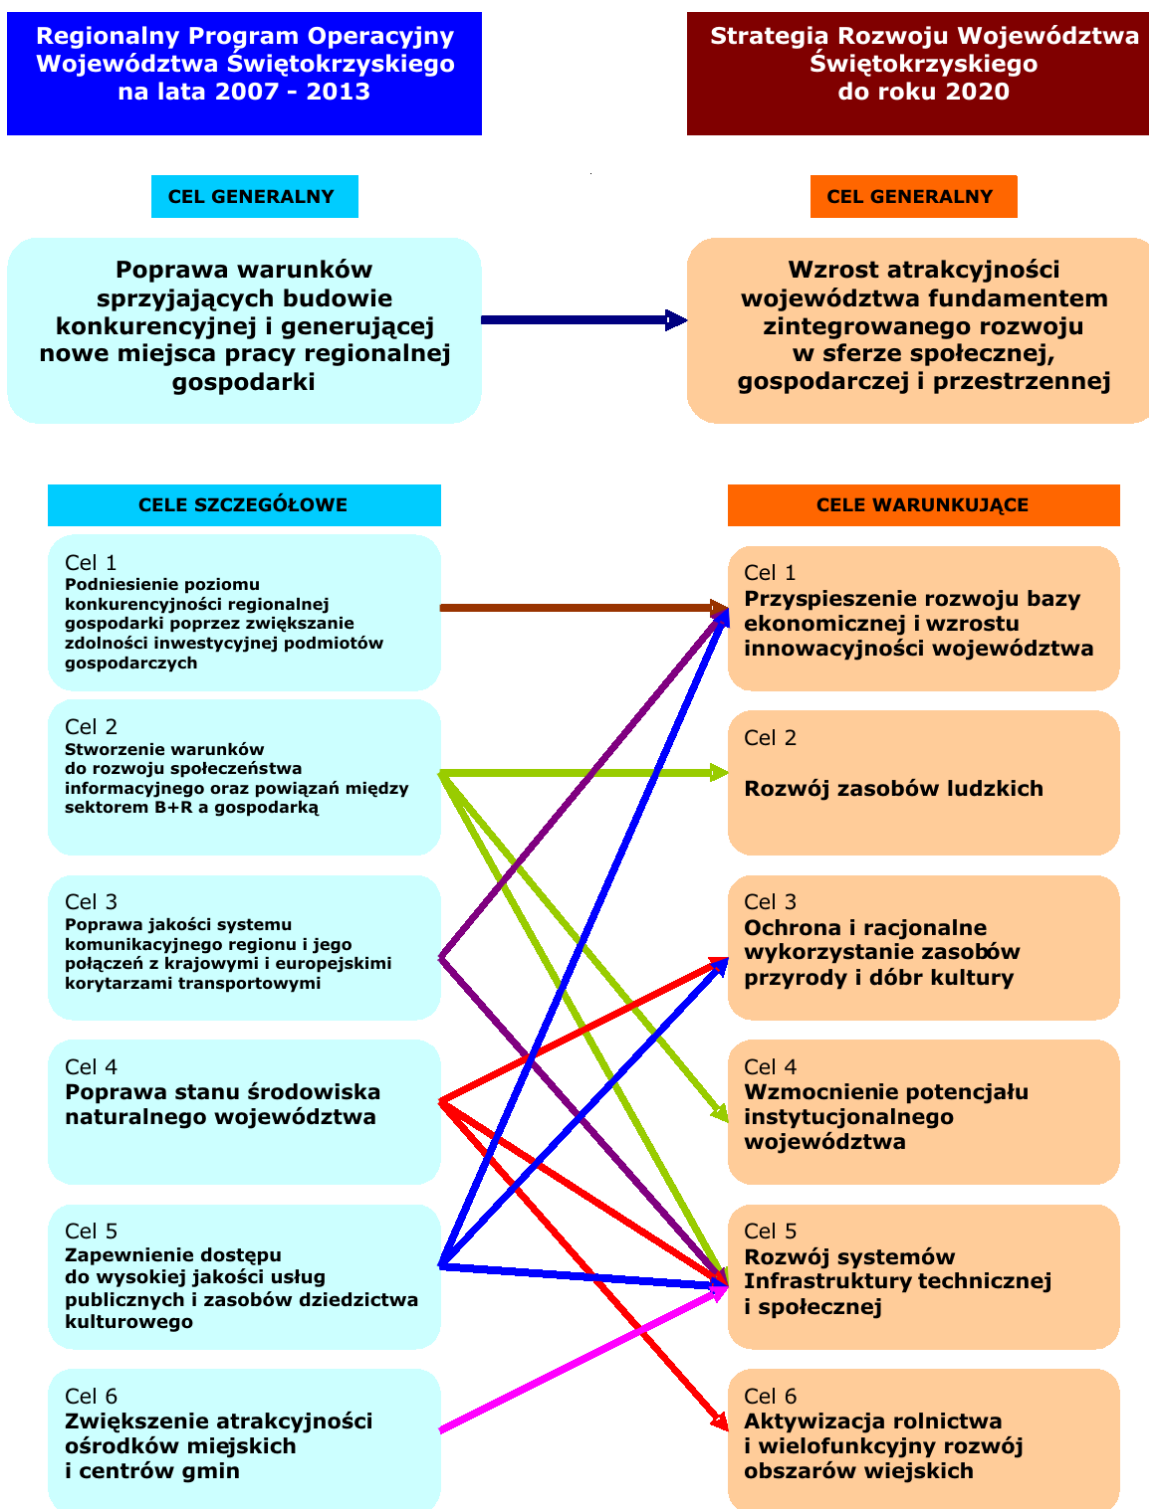 Regionalny Program Operacyjny
Województwa Świętokrzyskiego
na lata 2007 - 2013
Strategia Rozwoju Województwa
Świętokrzyskiego
do roku 2020
CEL GENERALNY
CEL GENERALNY
Poprawa warunków
sprzyjających budowie
konkurencyjnej i generującej
nowe miejsca pracy regionalnej
gospodarki
Wzrost atrakcyjności
województwa fundamentem
zintegrowanego rozwoju
w sferze społecznej,
gospodarczej i przestrzennej
CELE SZCZEGÓŁOWE
CELE WARUNKUJĄCE
Cel 1
Podniesienie poziomu
konkurencyjności regionalnej
gospodarki poprzez zwiększanie
zdolności inwestycyjnej podmiotów
gospodarczych
Cel 1
Przyspieszenie rozwoju bazy
ekonomicznej i wzrostu
innowacyjności województwa
Cel 2
Stworzenie warunków
do rozwoju społeczeństwa
informacyjnego oraz powiązań między
sektorem B+R a gospodarką
Cel 2
Rozwój zasobów ludzkich
Cel 3
Poprawa jakości systemu
komunikacyjnego regionu i jego
połączeń z krajowymi i europejskimi
korytarzami transportowymi
Cel 3
Ochrona i racjonalne
wykorzystanie zasobów
przyrody i dóbr kultury
Cel 4
Poprawa stanu środowiska
naturalnego województwa
Cel 4
Wzmocnienie potencjału
instytucjonalnego
województwa
Cel 5
Zapewnienie dostępu
do wysokiej jakości usług
publicznych i zasobów dziedzictwa
kulturowego
Cel 5
Rozwój systemów
Infrastruktury technicznej
i społecznej
Cel 6
Zwiększenie atrakcyjności
ośrodków miejskich
i centrów gmin
Cel 6
Aktywizacja rolnictwa
i wielofunkcyjny rozwój
obszarów wiejskich